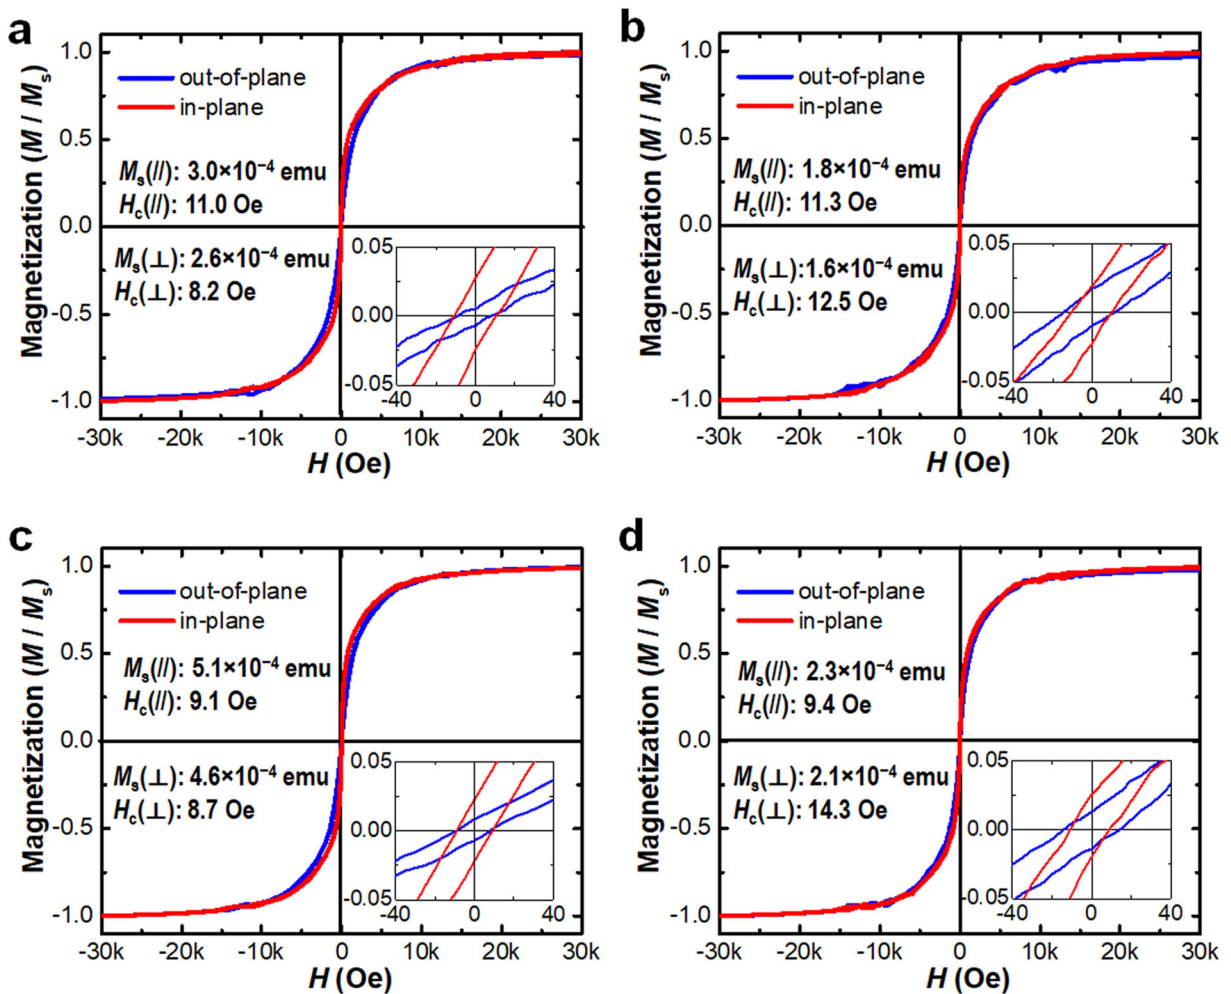 a
Magnetization (M / Ms)
1.0
0.5
0.0
-0.5
-1.0
out-of-plane
in-plane
Ms(//): 3.0×10⁻⁴ emu
Hc(//): 11.0 Oe
Ms(⊥): 2.6×10⁻⁴ emu
Hc(⊥): 8.2 Oe
0.05
0.00
-0.05
-40 0 40
-30k -20k -10k 0 10k 20k 30k
H (Oe)
b
Magnetization (M / Ms)
1.0
0.5
0.0
-0.5
-1.0
out-of-plane
in-plane
Ms(//): 1.8×10⁻⁴ emu
Hc(//): 11.3 Oe
Ms(⊥):1.6×10⁻⁴ emu
Hc(⊥): 12.5 Oe
0.05
0.00
-0.05
-40 0 40
-30k -20k -10k 0 10k 20k 30k
H (Oe)
c
Magnetization (M / Ms)
1.0
0.5
0.0
-0.5
-1.0
out-of-plane
in-plane
Ms(//): 5.1×10⁻⁴ emu
Hc(//): 9.1 Oe
Ms(⊥): 4.6×10⁻⁴ emu
Hc(⊥): 8.7 Oe
0.05
0.00
-0.05
-40 0 40
-30k -20k -10k 0 10k 20k 30k
H (Oe)
d
Magnetization (M / Ms)
1.0
0.5
0.0
-0.5
-1.0
out-of-plane
in-plane
Ms(//): 2.3×10⁻⁴ emu
Hc(//): 9.4 Oe
Ms(⊥): 2.1×10⁻⁴ emu
Hc(⊥): 14.3 Oe
0.05
0.00
-0.05
-40 0 40
-30k -20k -10k 0 10k 20k 30k
H (Oe)